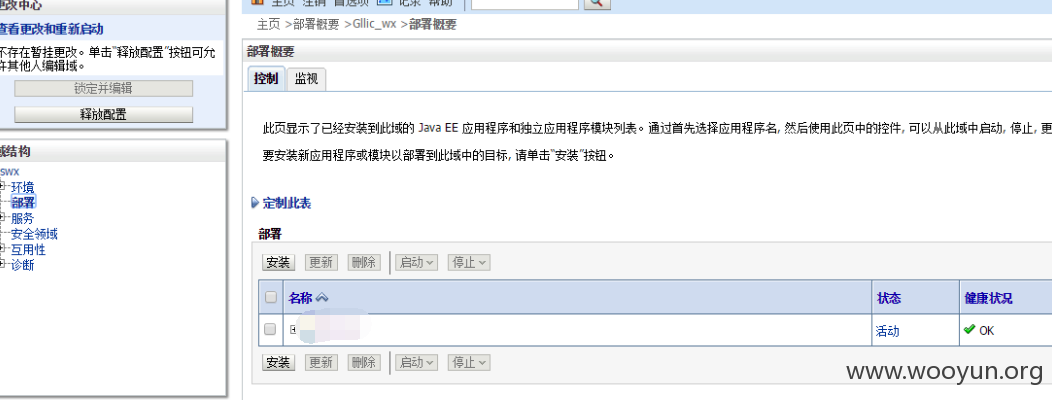 更改中心
查看更改和重新启动
不存在暂挂更改。单击“释放配置”按钮可允
许其他人编辑域。
锁定并编辑
释放配置
域结构
swx
环境
部署
服务
安全领域
互用性
诊断
主页 注销 首选项 记录 帮助
主页 >部署概要 >Gllic_wx >部署概要
部署概要
控制 监视
此页显示了已经安装到此域的 Java EE 应用程序和独立应用程序模块列表。通过首先选择应用程序名, 然后使用此页中的控件, 可以从此域中启动, 停止, 更
要安装新应用程序或模块以部署到此域中的目标, 请单击“安装”按钮。
定制此表
部署
安装 更新 删除 启动 停止
名称 状态 健康状况
活动 OK
安装 更新 删除 启动 停止
www.wooyun.org